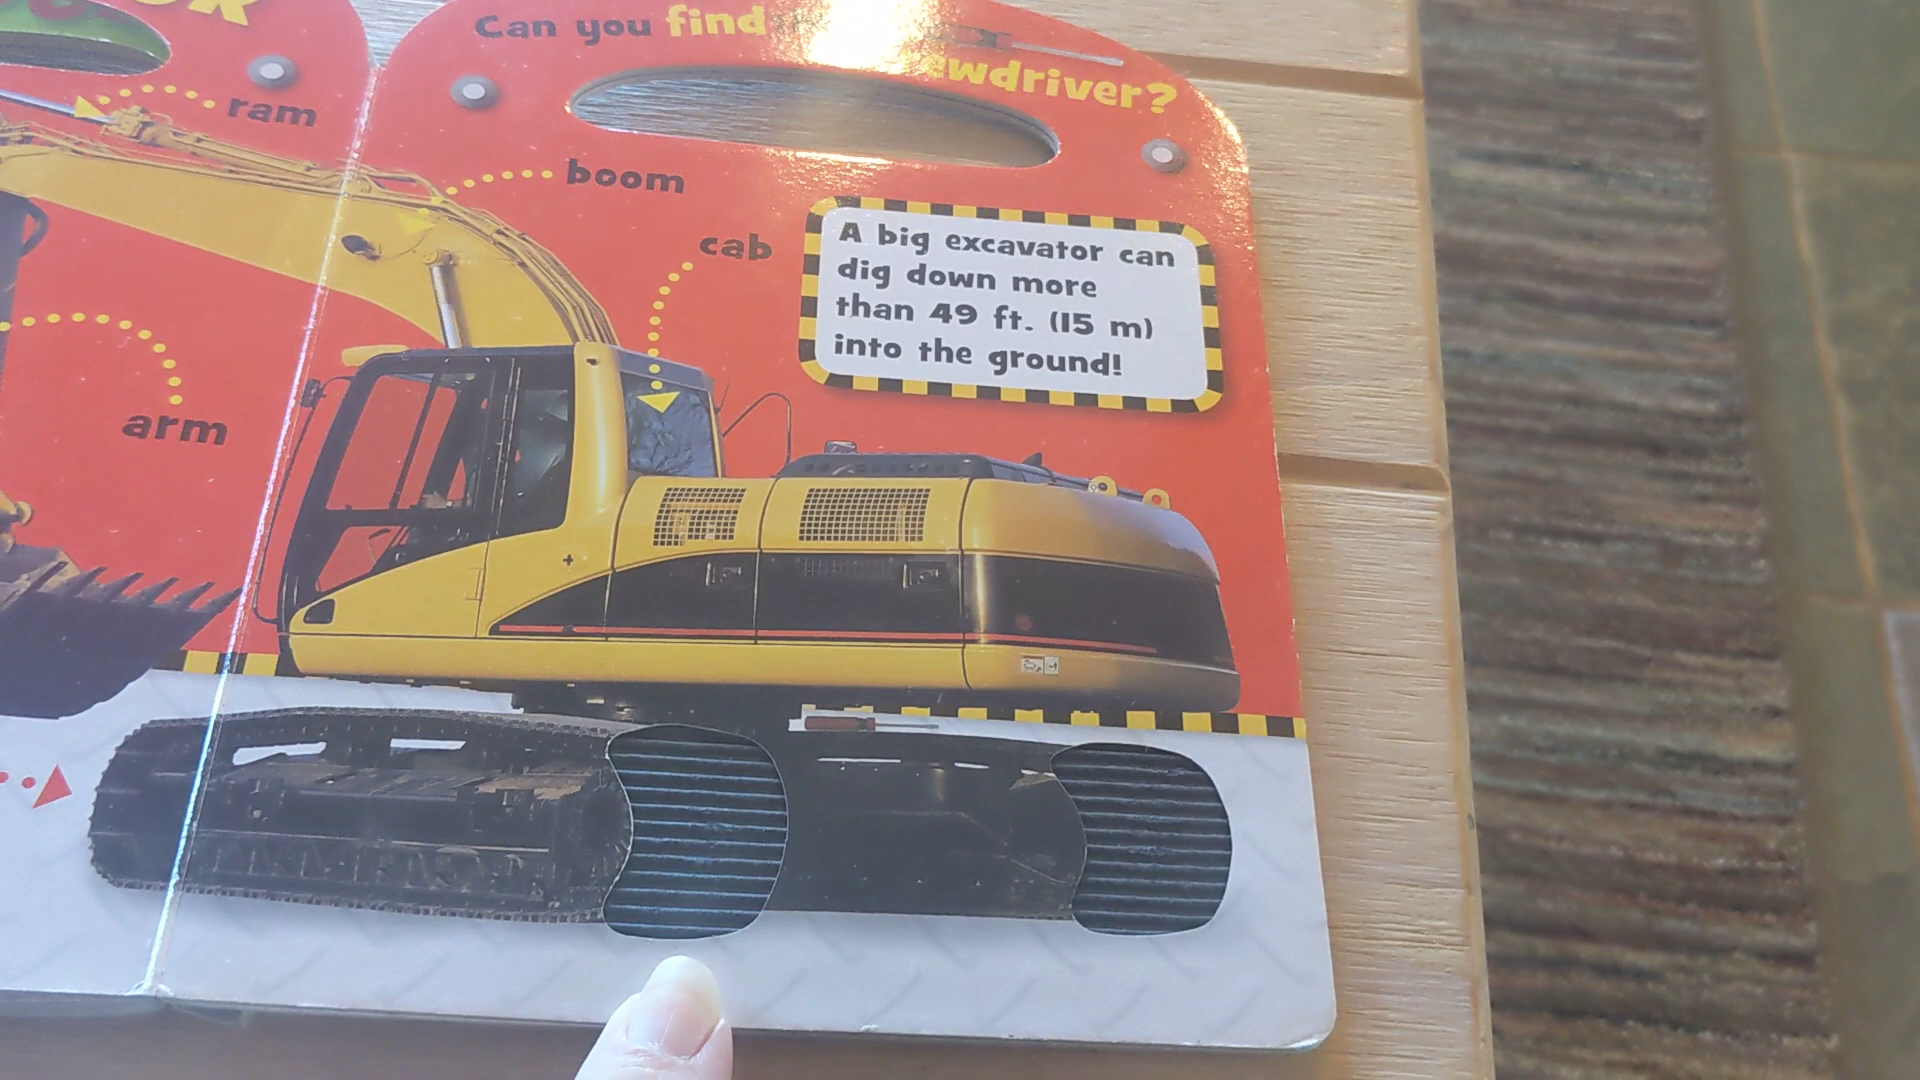 Can you find
ram
boom
cab
A big excavator can
dig down more
than 49 ft. (15 m)
into the ground!
arm